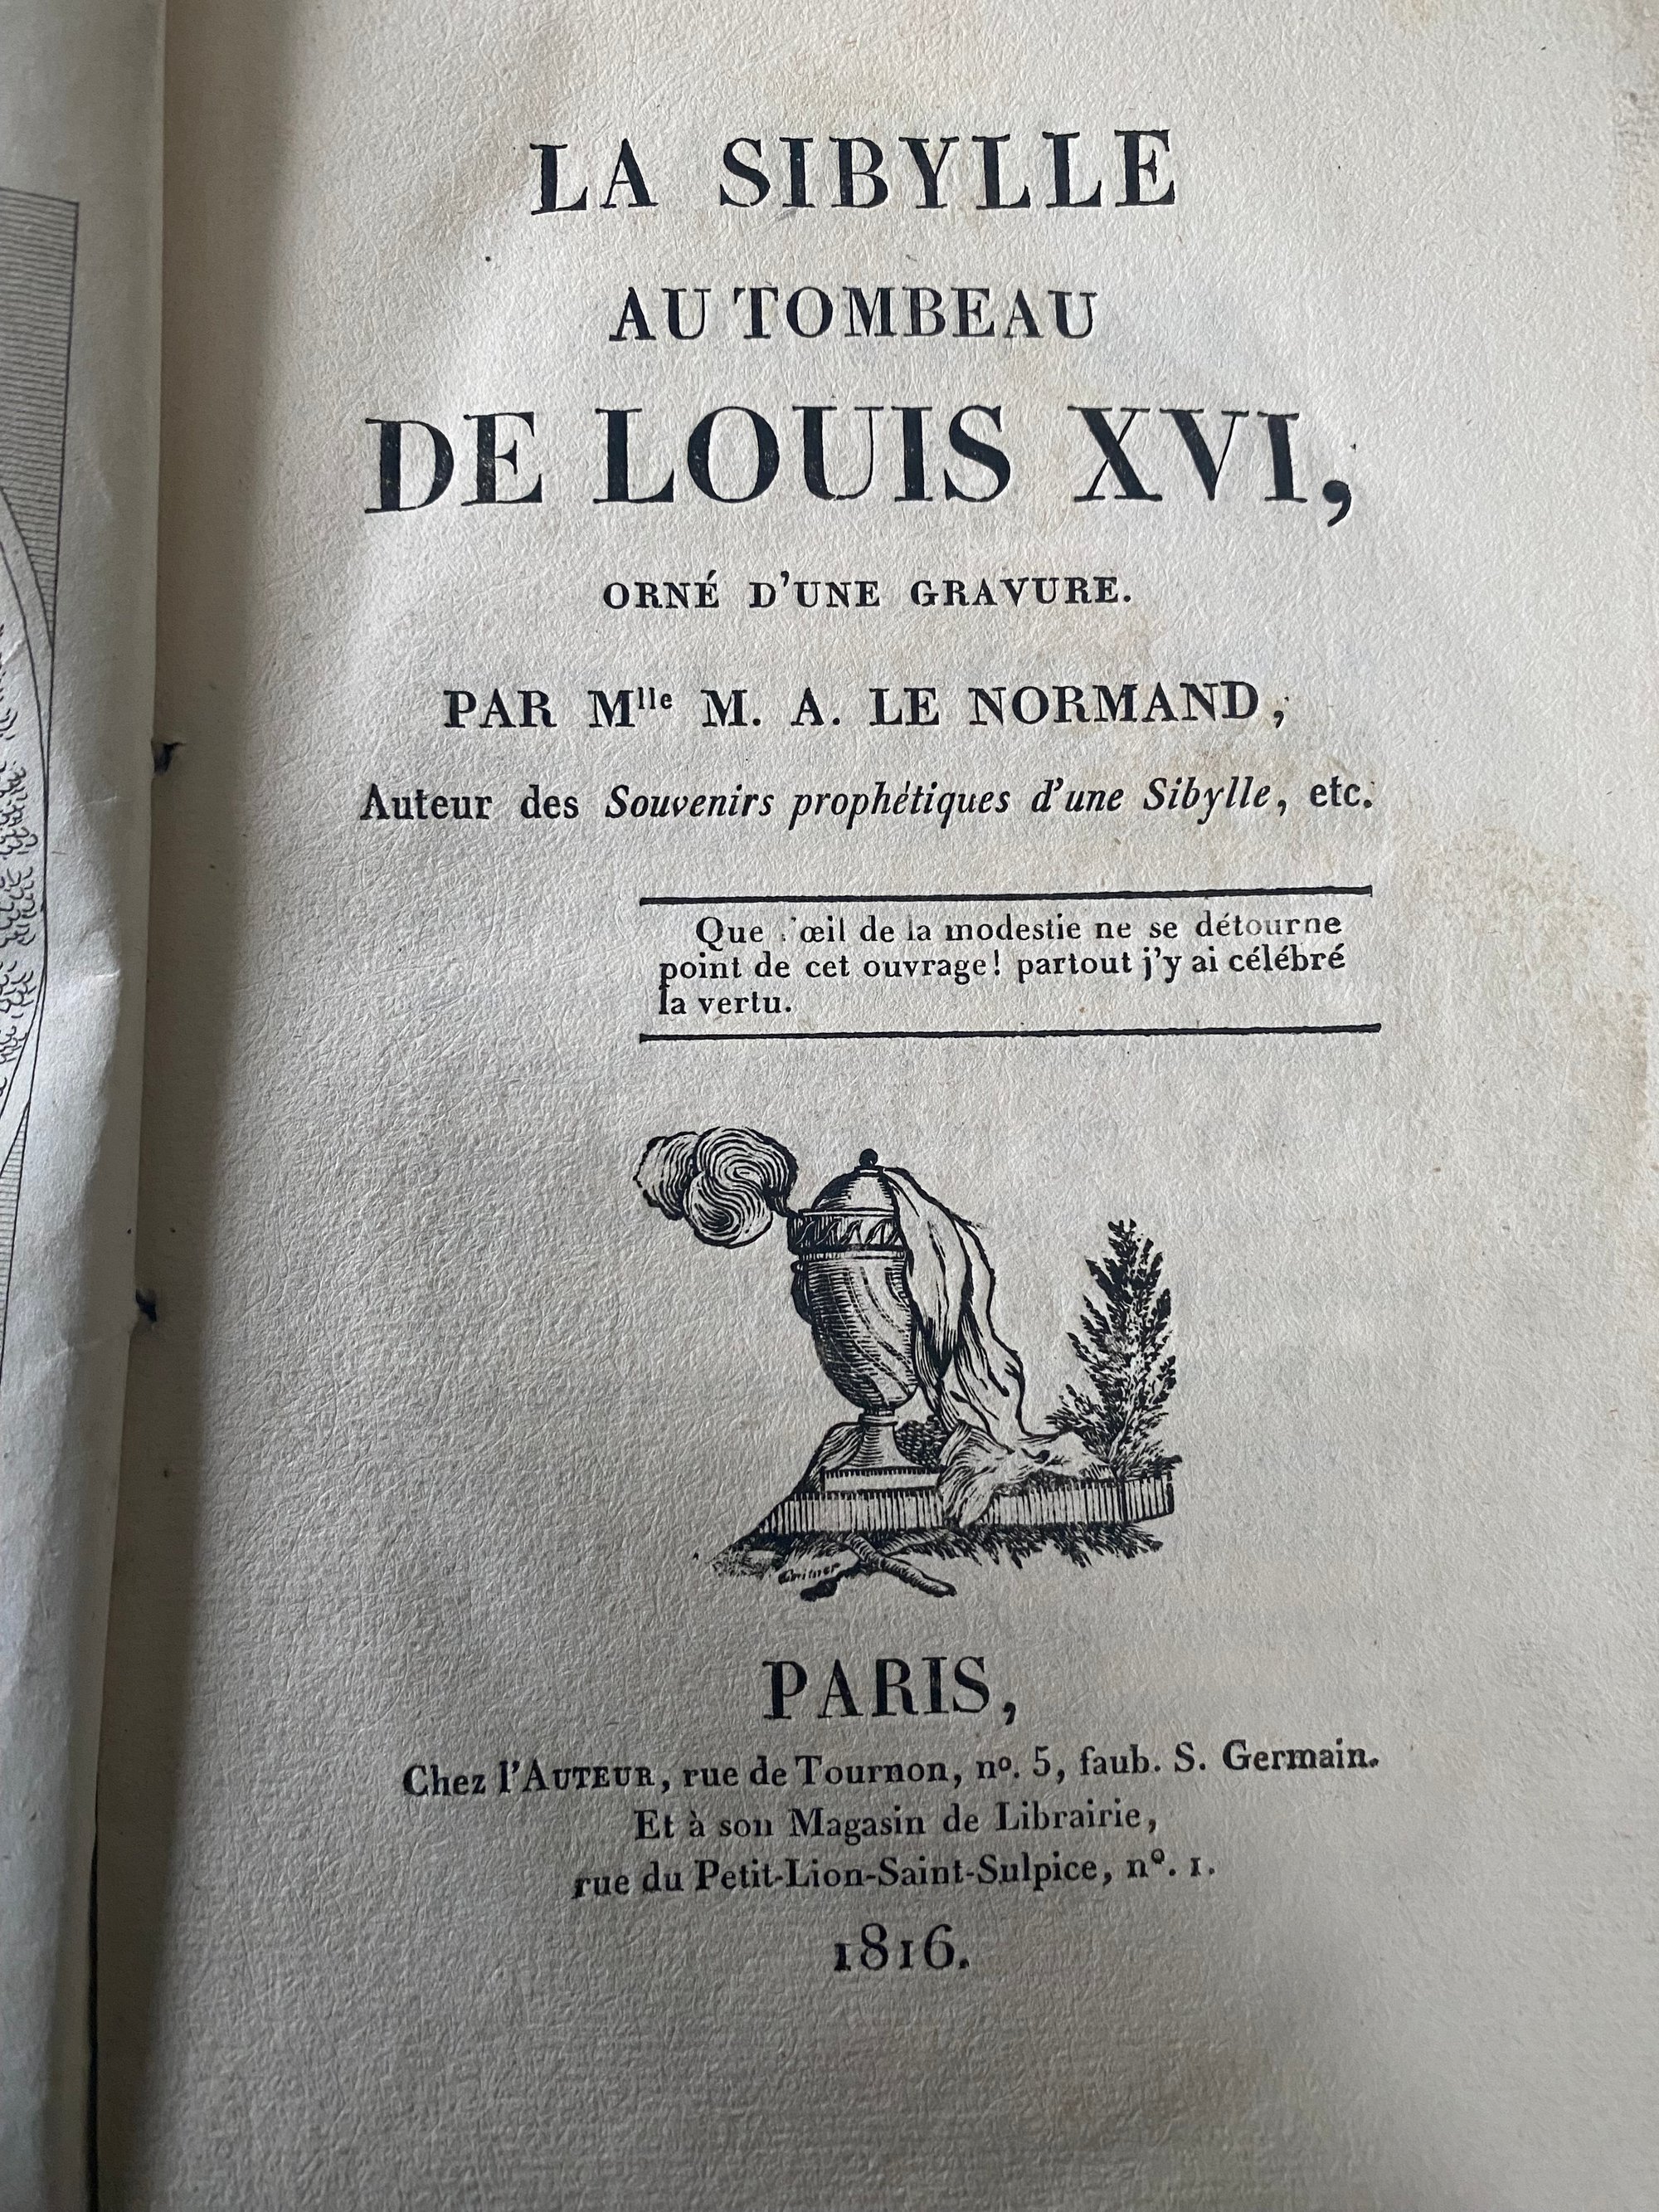 LA SIBYLLE
AU TOMBEAU
DE LOUIS XVI,
ORNÉ D'UNE GRAVURE.
PAR Mlle M. A. LE NORMAND,
Auteur des Souvenirs prophétiques d'une Sibylle, etc.
Que l'œil de la modestie ne se détourne
point de cet ouvrage! partout j'y ai célébré
la vertu.
PARIS,
Chez l'AUTEUR, rue de Tournon, no. 5, faub. S. Germain.
Et à son Magasin de Librairie,
rue du Petit-Lion-Saint-Sulpice, no. 1.
1816.